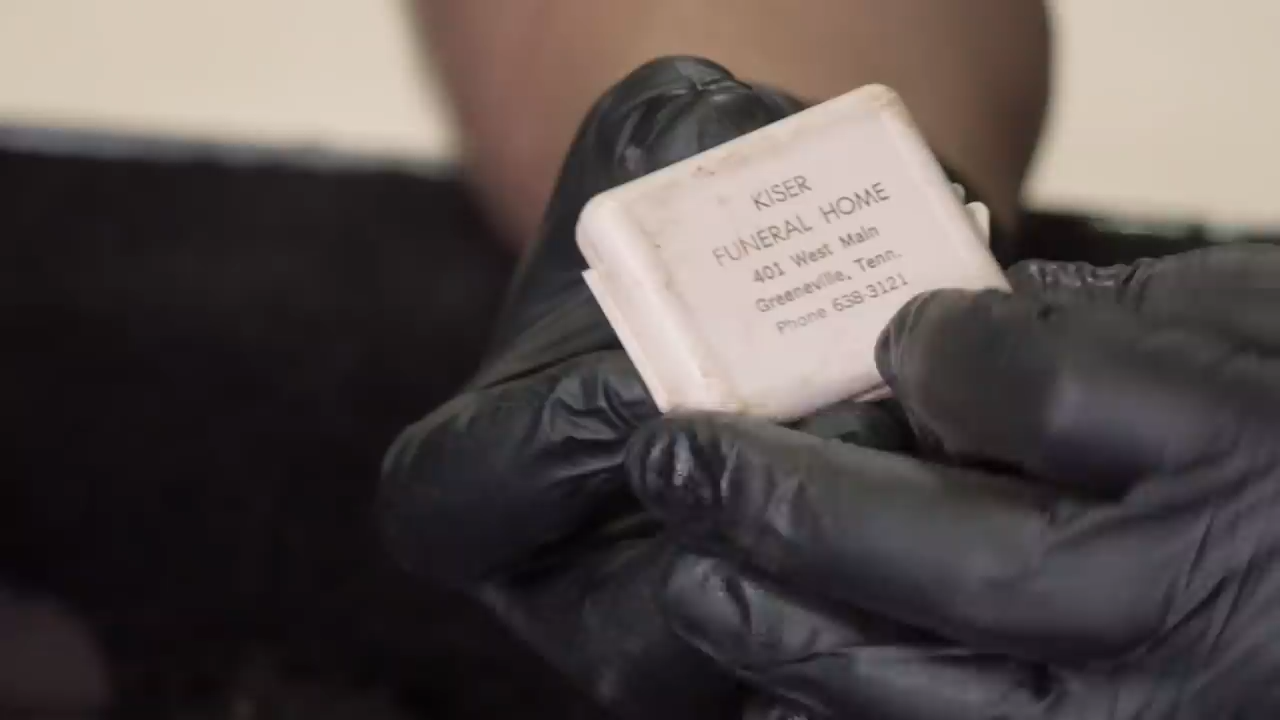 KISER
FUNERAL HOME
401 West Main
Greeneville, Tenn.
Phone 638-3121